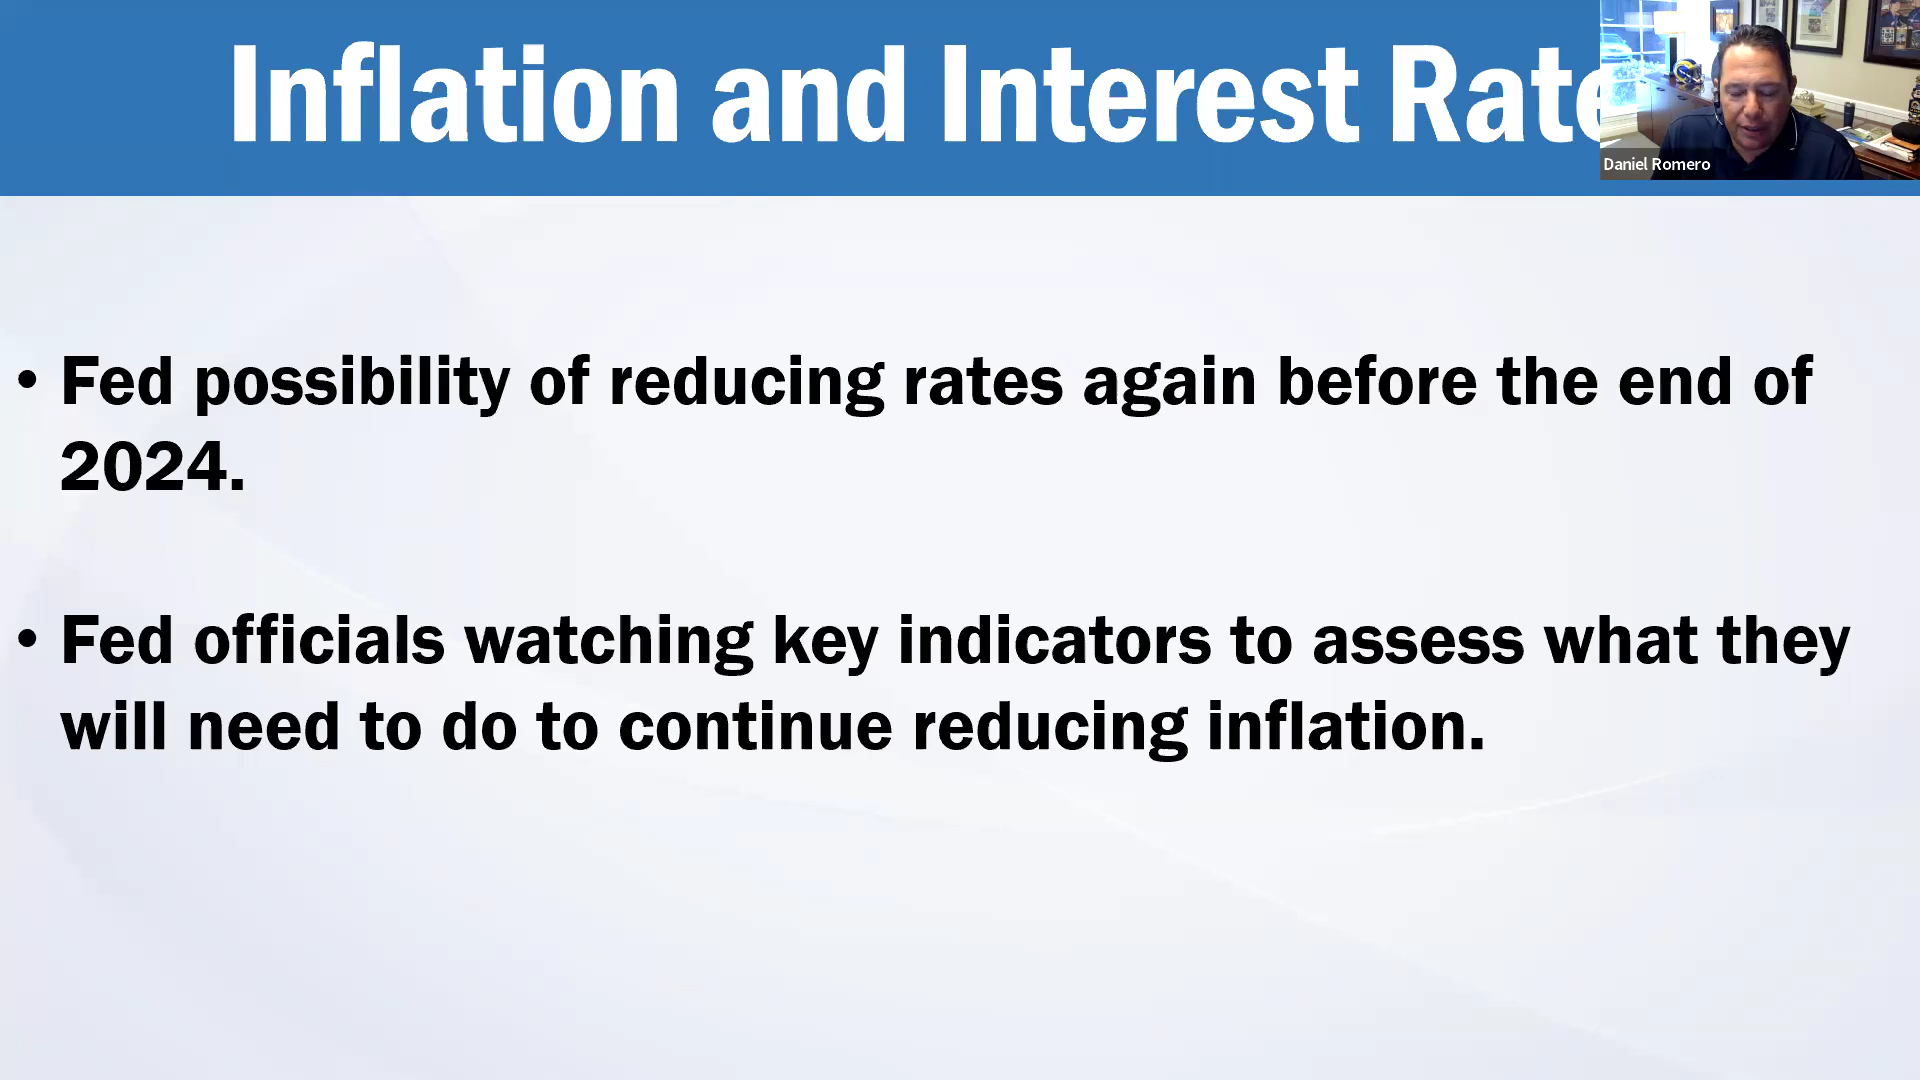 Inflation and Interest Rate
Daniel Romero
• Fed possibility of reducing rates again before the end of
2024.
• Fed officials watching key indicators to assess what they
will need to do to continue reducing inflation.